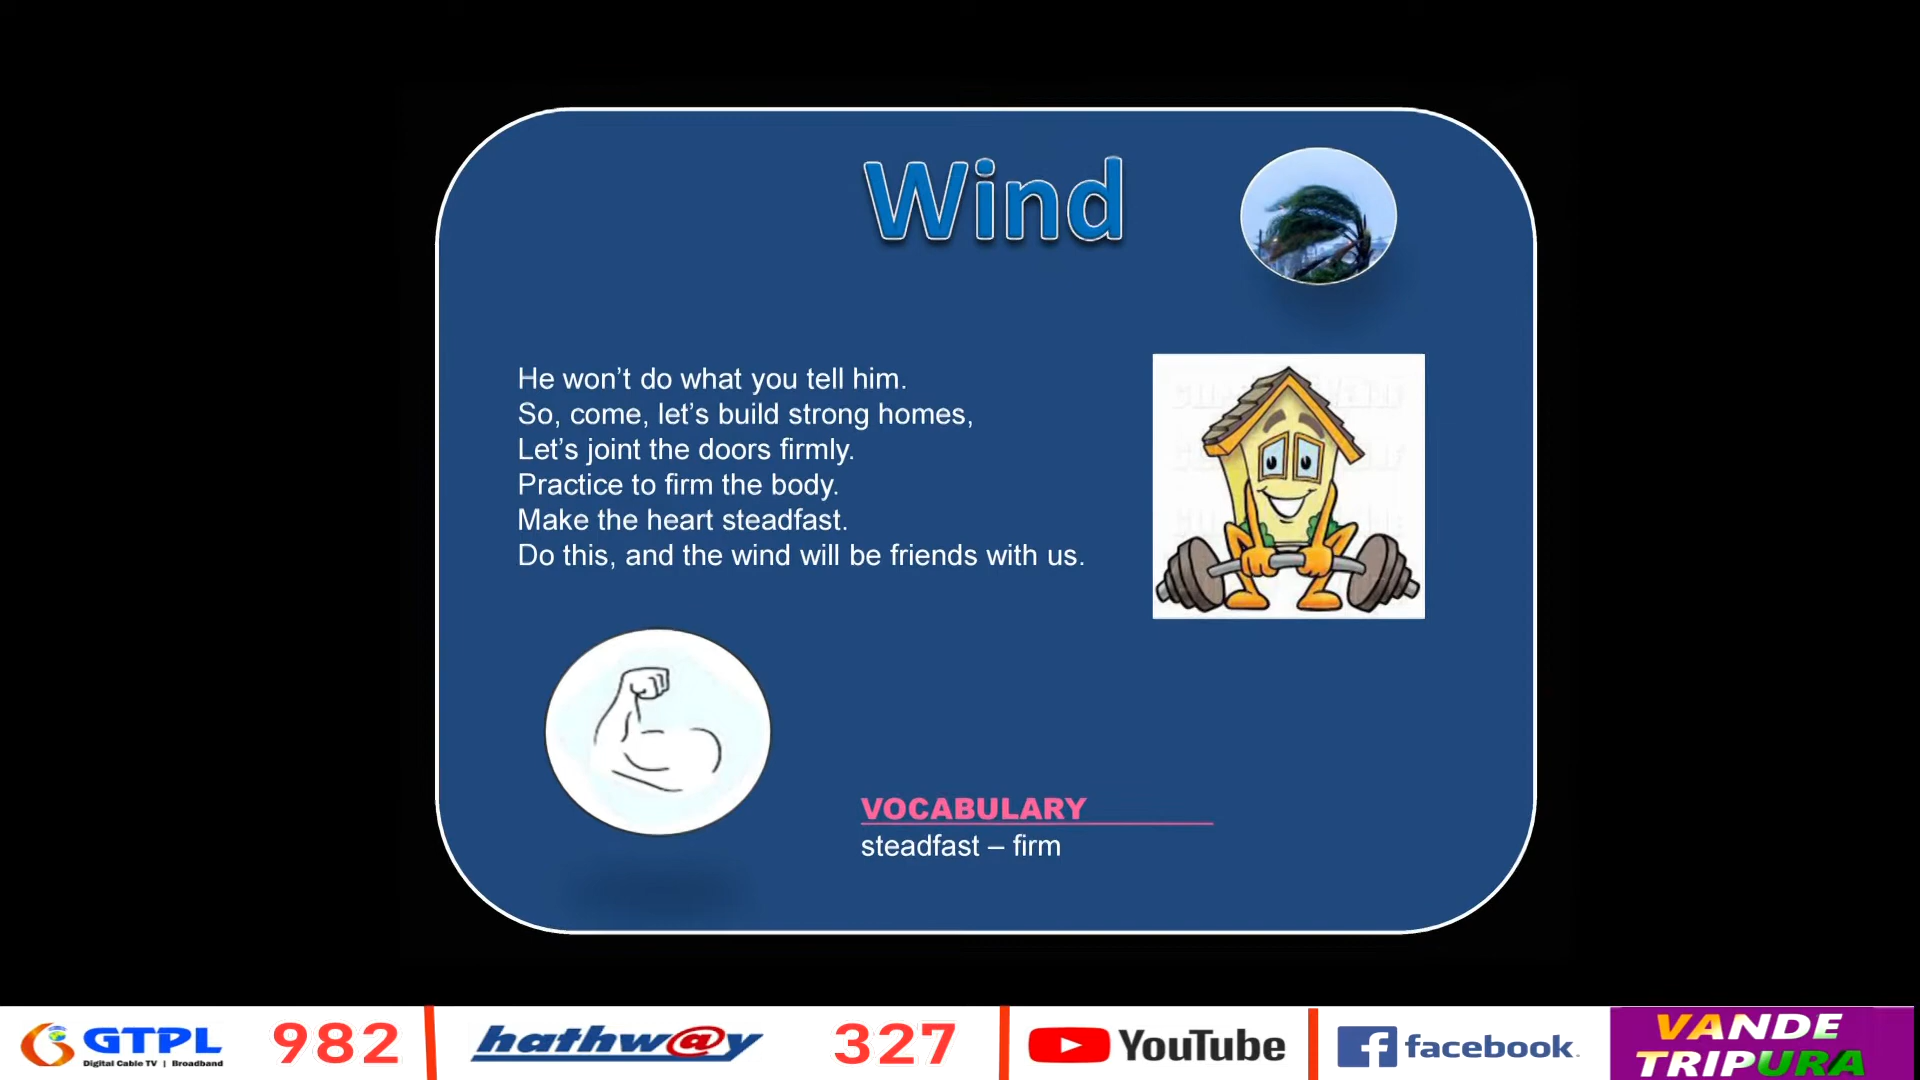 Wind
He won’t do what you tell him.
So, come, let’s build strong homes,
Let’s joint the doors firmly.
Practice to firm the body.
Make the heart steadfast.
Do this, and the wind will be friends with us.
VOCABULARY
steadfast – firm
GTPL
Digital Cable TV | Broadband
982
hathw@y
327
YouTube
facebook
VANDE
TRIPURA